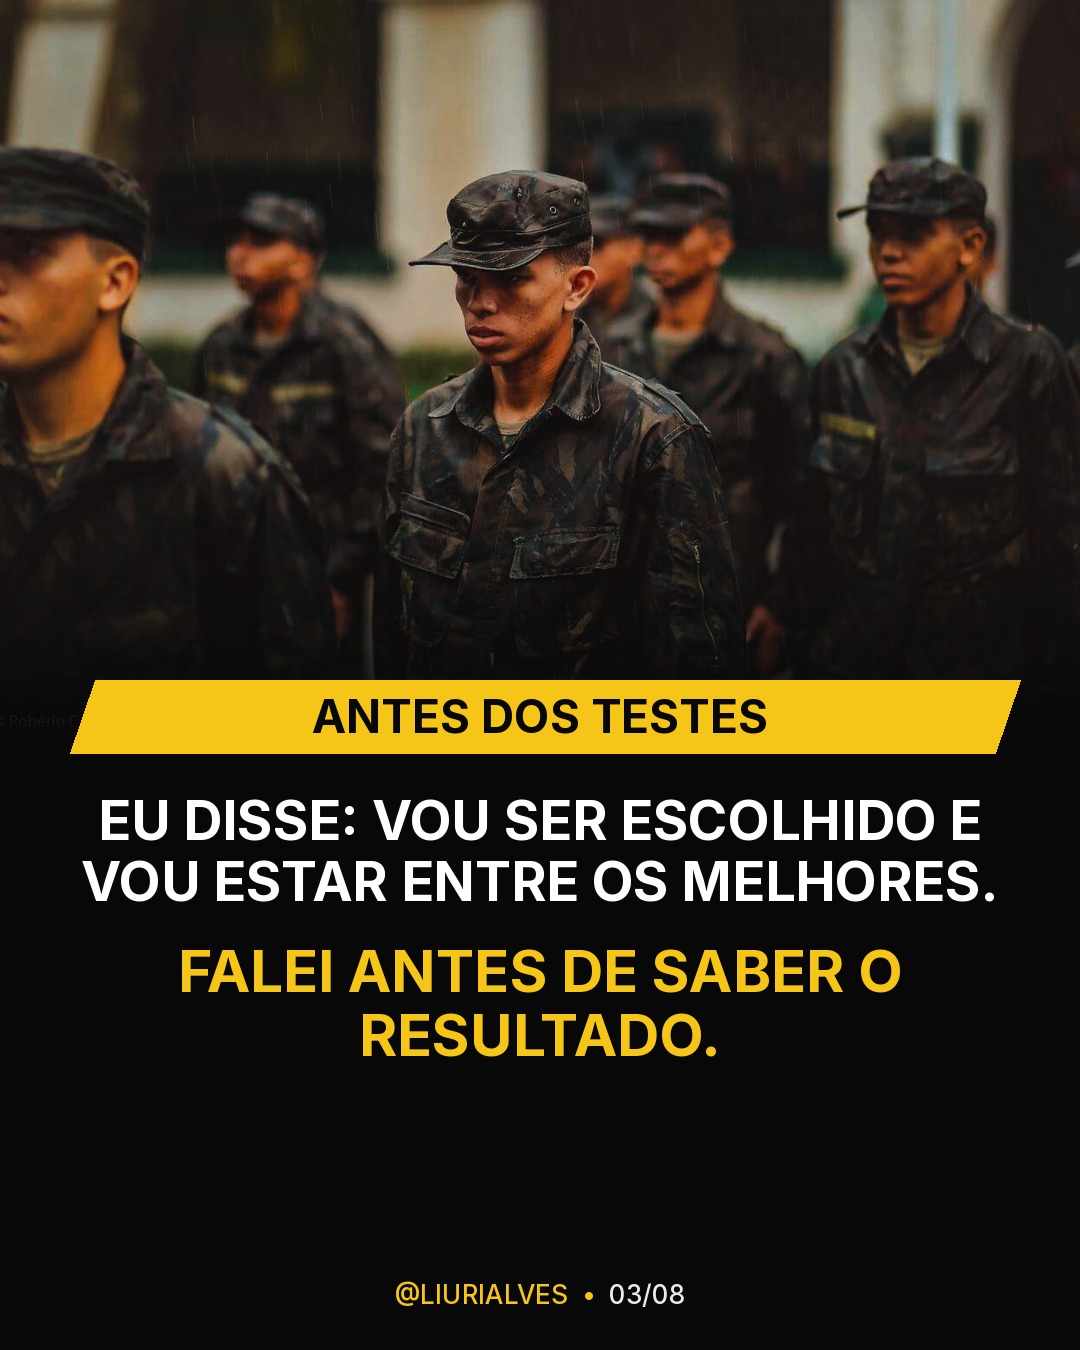 © Robério
ANTES DOS TESTES
EU DISSE: VOU SER ESCOLHIDO E
VOU ESTAR ENTRE OS MELHORES.
FALEI ANTES DE SABER O
RESULTADO.
@LIURIALVES • 03/08